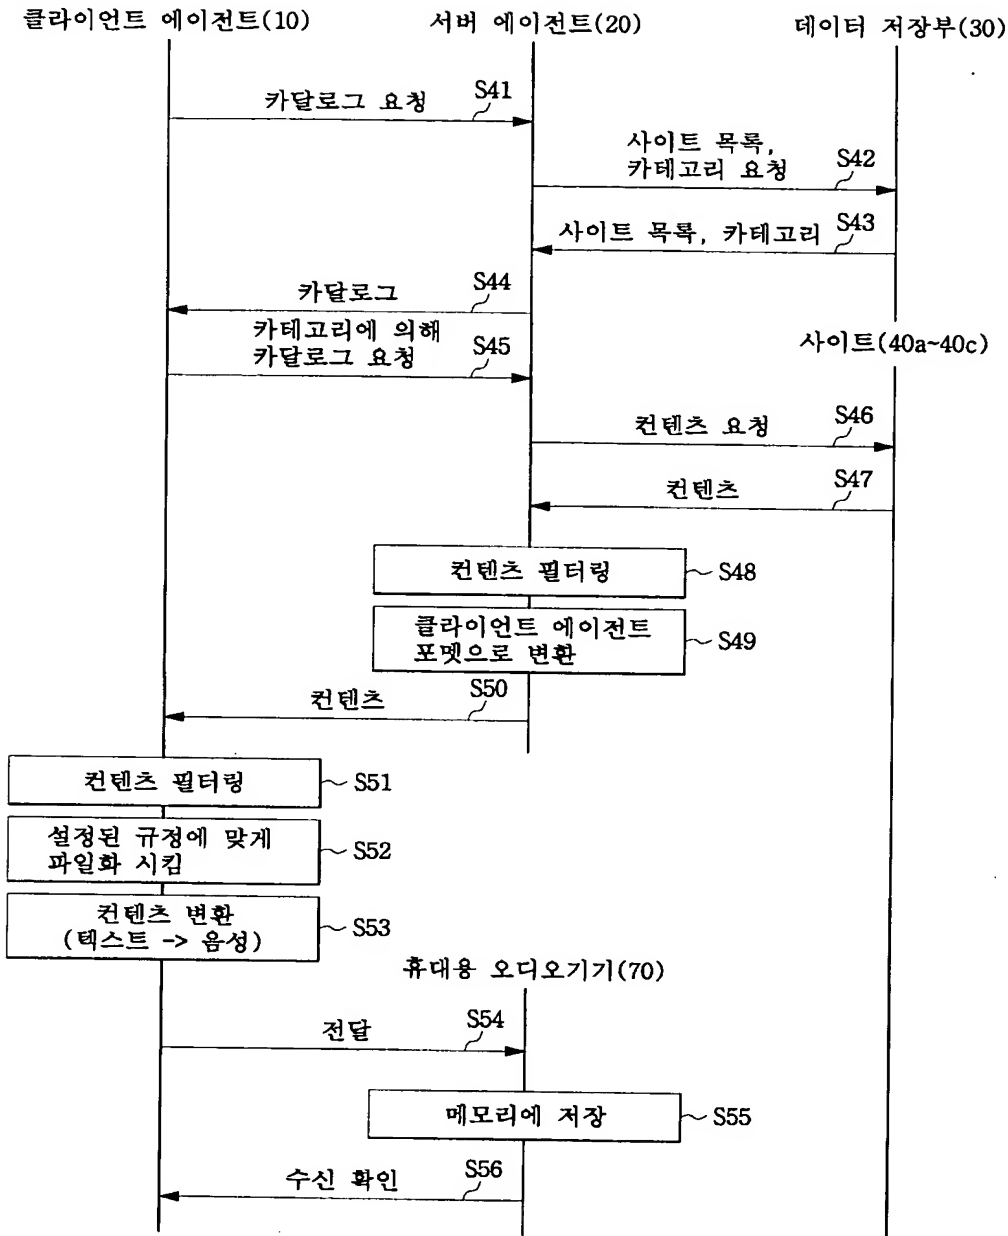 클라이언트 에이전트(10)
서버 에이전트(20)
데이터 저장부(30)
카달로그 요청
S41
사이트 목록,
카테고리 요청
S42
사이트 목록, 카테고리
S43
카달로그
S44
카테고리에 의해
카달로그 요청
S45
사이트(40a~40c)
컨텐츠 요청
S46
컨텐츠
S47
컨텐츠 필터링
S48
클라이언트 에이전트
포멧으로 변환
S49
컨텐츠
S50
컨텐츠 필터링
S51
설정된 규정에 맞게
파일화 시킴
S52
컨텐츠 변환
(텍스트 -> 음성)
S53
휴대용 오디오기기(70)
전달
S54
메모리에 저장
S55
수신 확인
S56